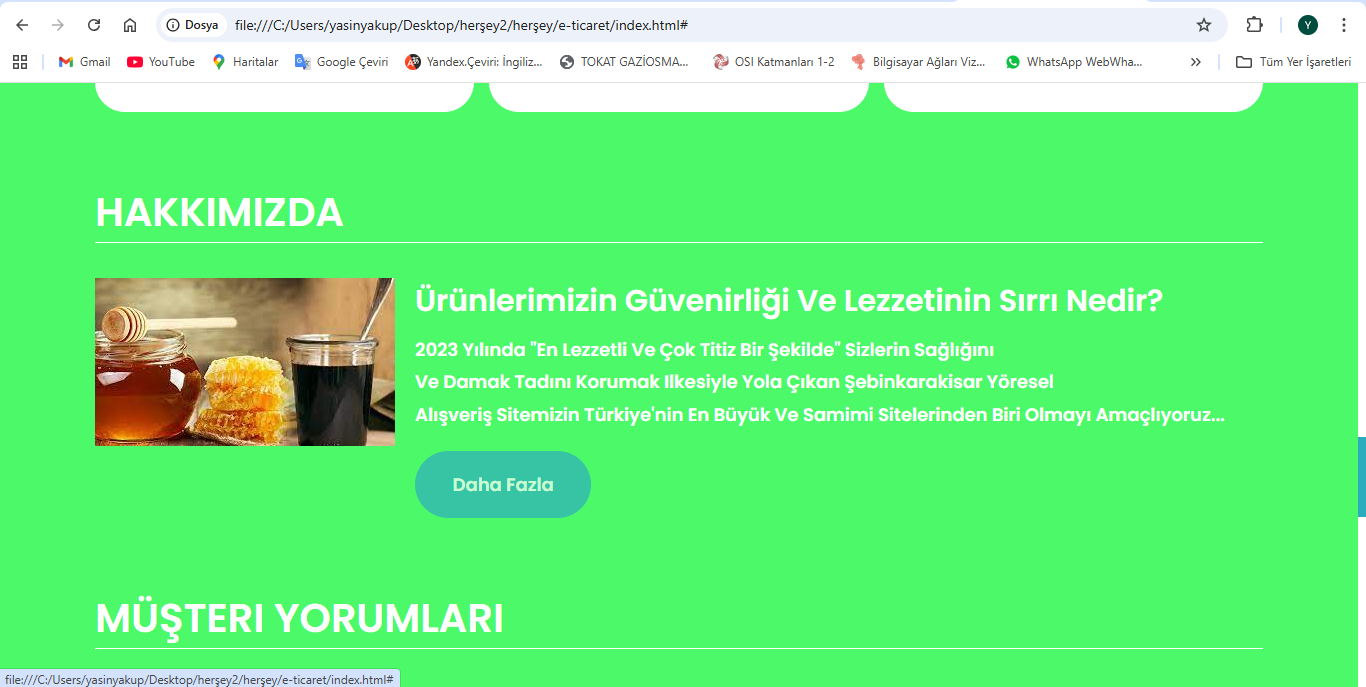 Dosya
file:///C:/Users/yasinyakup/Desktop/herşey2/herşey/e-ticaret/index.html#
Y
Gmail
YouTube
Haritalar
Google Çeviri
Yandex.Çeviri: İngiliz...
TOKAT GAZİOSMA...
OSI Katmanları 1-2
Bilgisayar Ağları Viz...
WhatsApp WebWha...
Tüm Yer İşaretleri
HAKKIMIZDA
Ürünlerimizin Güvenirliği Ve Lezzetinin Sırrı Nedir?
2023 Yılında "En Lezzetli Ve Çok Titiz Bir Şekilde" Sizlerin Sağlığını
Ve Damak Tadını Korumak Ilkesiyle Yola Çıkan Şebinkarakisar Yöresel
Alışveriş Sitemizin Türkiye'nin En Büyük Ve Samimi Sitelerinden Biri Olmayı Amaçlıyoruz...
Daha Fazla
MÜŞTERI YORUMLARI
file:///C:/Users/yasinyakup/Desktop/herşey2/herşey/e-ticaret/index.html#